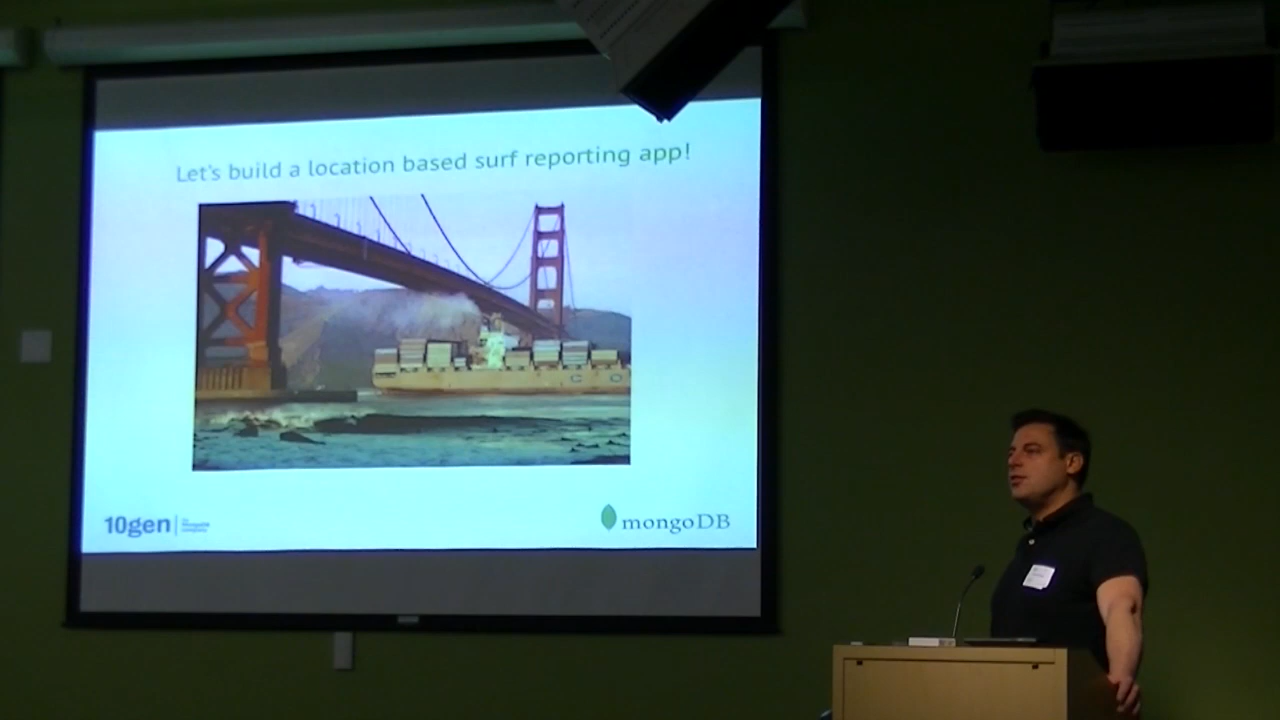 Let's build a location based surf reporting app!
C O
10gen
mongoDB